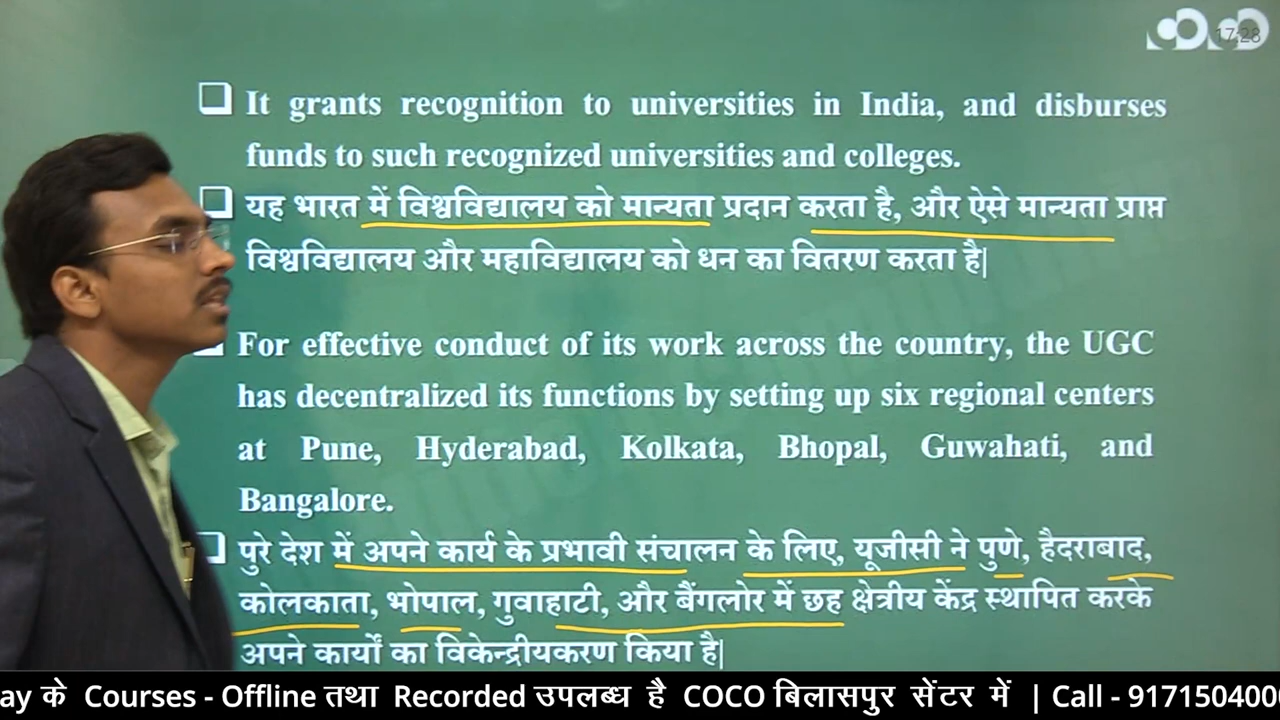 17:28
It grants recognition to universities in India, and disburses
funds to such recognized universities and colleges.
यह भारत में विश्वविद्यालय को मान्यता प्रदान करता है, और ऐसे मान्यता प्राप्त
विश्वविद्यालय और महाविद्यालय को धन का वितरण करता है|
For effective conduct of its work across the country, the UGC
has decentralized its functions by setting up six regional centers
at Pune, Hyderabad, Kolkata, Bhopal, Guwahati, and
Bangalore.
पुरे देश में अपने कार्य के प्रभावी संचालन के लिए, यूजीसी ने पुणे, हैदराबाद,
कोलकाता, भोपाल, गुवाहाटी, और बैंगलोर में छह क्षेत्रीय केंद्र स्थापित करके
अपने कार्यों का विकेन्द्रीयकरण किया है|
ay के Courses - Offline तथा Recorded उपलब्ध है COCO बिलासपुर सेंटर में | Call - 917150400